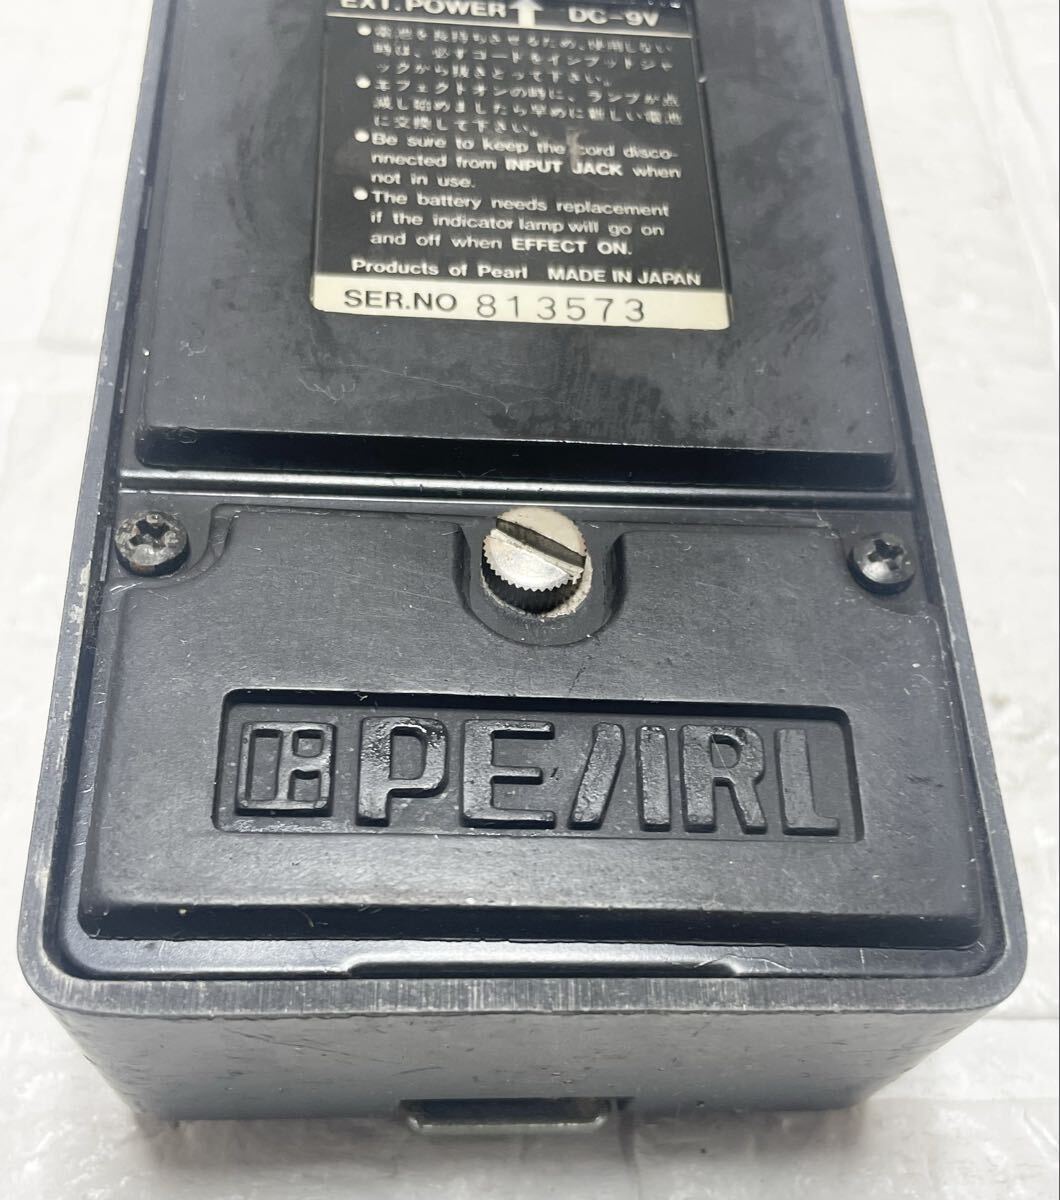 EXT.POWER ↑ DC-9V
●電池を長持ちさせるため、使用しない
時は、必ずコードをインプットジャ
ックから抜きとって下さい。
●エフェクトオンの時に、ランプが点
滅し始めましたら早めに新しい電池
に交換して下さい。
●Be sure to keep the cord disco-
nnected from INPUT JACK when
not in use.
●The battery needs replacement
if the indicator lamp will go on
and off when EFFECT ON.
Products of Pearl MADE IN JAPAN
SER.NO 813573
PEARL